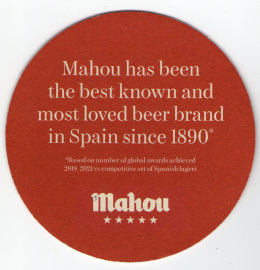 Mahou has been
the best known and
most loved beer brand
in Spain since 1890*
*Based on number of global awards achieved
2018-2021 vs competitive set of Spanish lagers
Mahou